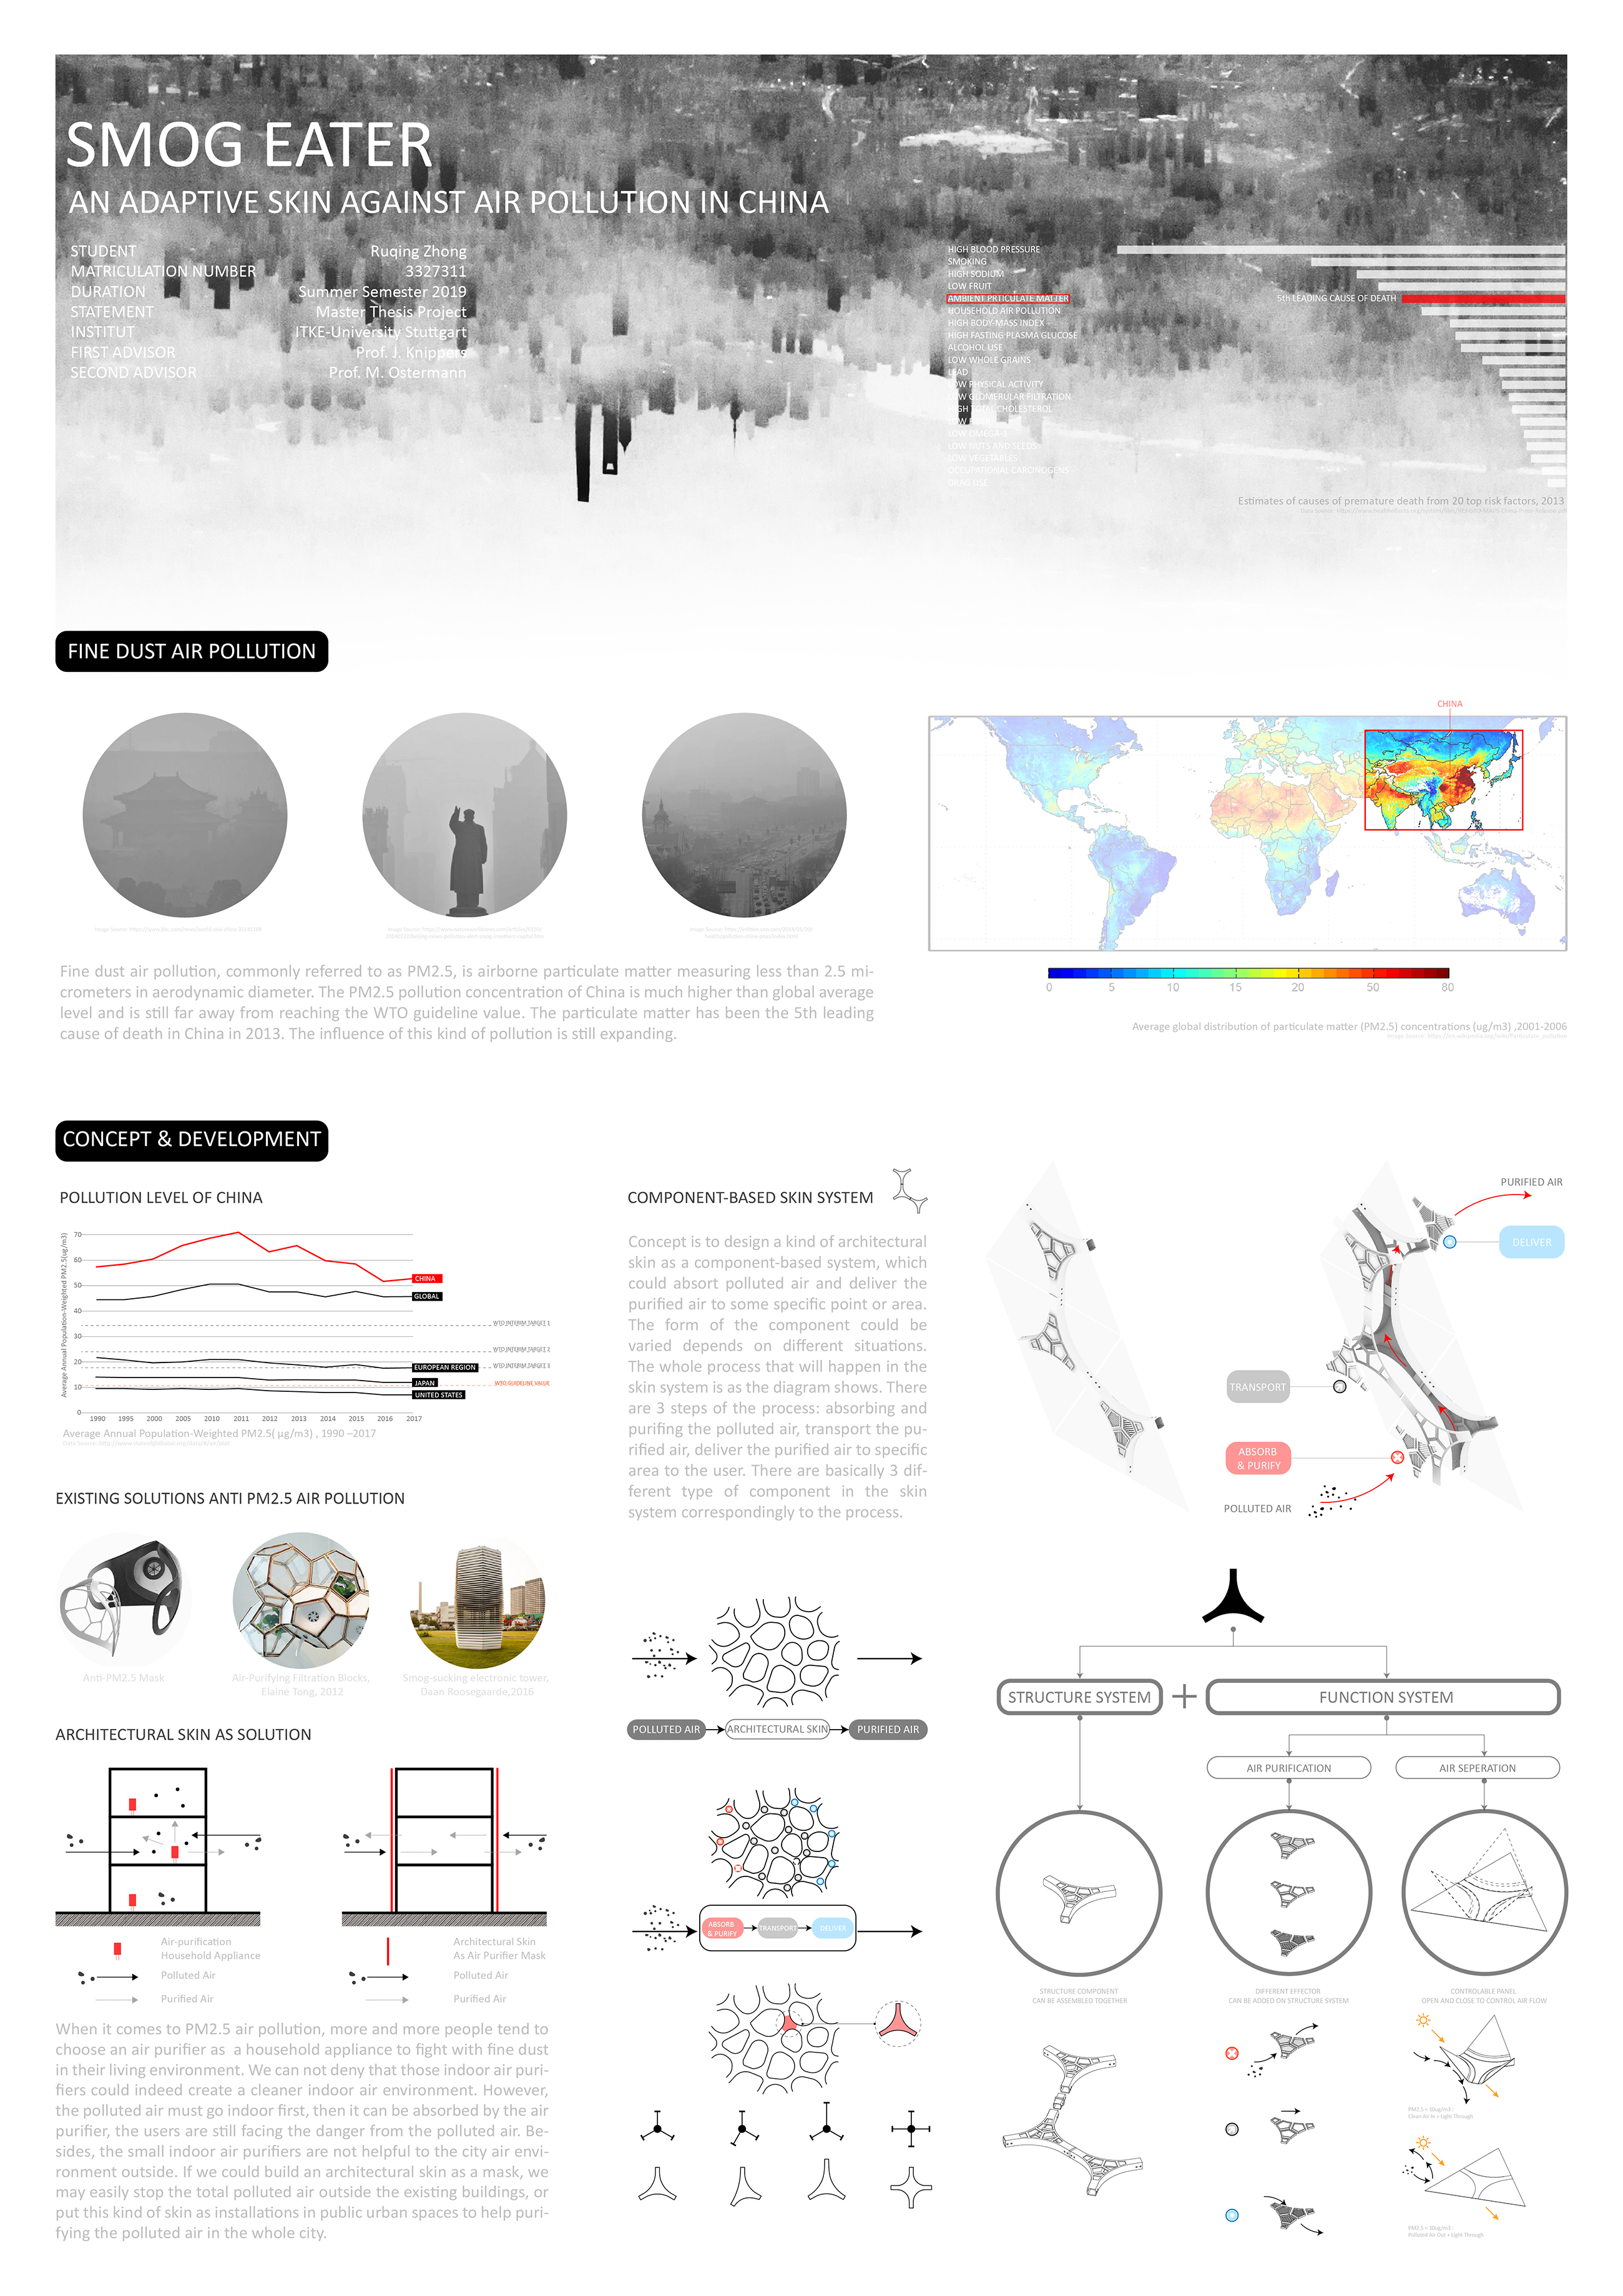 SMOG EATER
AN ADAPTIVE SKIN AGAINST AIR POLLUTION IN CHINA
STUDENT Ruqing Zhong
MATRICULATION NUMBER 3327311
DURATION Summer Semester 2019
STATEMENT Master Thesis Project
INSTITUT ITKE-University Stuttgart
FIRST ADVISOR Prof. J. Knippers
SECOND ADVISOR Prof. M. Ostermann
HIGH BLOOD PRESSURE
SMOKING
HIGH SODIUM
LOW FRUIT
AMBIENT PRTICULATE MATTER
5th LEADING CAUSE OF DEATH
HOUSEHOLD AIR POLLUTION
HIGH BODY-MASS INDEX
HIGH FASTING PLASMA GLUCOSE
ALCOHOL USE
LOW WHOLE GRAINS
LEAD
LOW PHYSICAL ACTIVITY
LOW GLOMERULAR FILTRATION
HIGH TOTAL CHOLESTEROL
LOW
LOW OMEGA-3
LOW NUTS AND SEEDS
LOW VEGETABLES
OCCUPATIONAL CARCINOGENS
DRAG USE
Estimates of causes of premature death from 20 top risk factors, 2013
FINE DUST AIR POLLUTION
CHINA
0 5 10 15 20 50 80
Average global distribution of particulate matter (PM2.5) concentrations (ug/m3) ,2001-2006
Fine dust air pollution, commonly referred to as PM2.5, is airborne particulate matter measuring less than 2.5 mi-
crometers in aerodynamic diameter. The PM2.5 pollution concentration of China is much higher than global average
level and is still far away from reaching the WTO guideline value. The particulate matter has been the 5th leading
cause of death in China in 2013. The influence of this kind of pollution is still expanding.
CONCEPT & DEVELOPMENT
POLLUTION LEVEL OF CHINA
Average Annual Population-Weighted PM2.5(ug/m3)
70
60
50
40
30
20
10
0
CHINA
GLOBAL
WTO INTERIM TARGET 1
WTO INTERIM TARGET 2
EUROPEAN REGION
WTO INTERIM TARGET 3
JAPAN
WTO GUIDELINE VALUE
UNITED STATES
1990 1995 2000 2005 2010 2011 2012 2013 2014 2015 2016 2017
Average Annual Population-Weighted PM2.5( µg/m3) , 1990 –2017
EXISTING SOLUTIONS ANTI PM2.5 AIR POLLUTION
Anti-PM2.5 Mask
Air-Purifying Filtration Blocks,
Elaine Tong, 2012
Smog-sucking electronic tower,
Daan Roosegaarde,2016
ARCHITECTURAL SKIN AS SOLUTION
Air-purification
Household Appliance
Polluted Air
Purified Air
Architectural Skin
As Air Purifier Mask
Polluted Air
Purified Air
When it comes to PM2.5 air pollution, more and more people tend to
choose an air purifier as a household appliance to fight with fine dust
in their living environment. We can not deny that those indoor air puri-
fiers could indeed create a cleaner indoor air environment. However,
the polluted air must go indoor first, then it can be absorbed by the air
purifier, the users are still facing the danger from the polluted air. Be-
sides, the small indoor air purifiers are not helpful to the city air envi-
ronment outside. If we could build an architectural skin as a mask, we
may easily stop the total polluted air outside the existing buildings, or
put this kind of skin as installations in public urban spaces to help puri-
fying the polluted air in the whole city.
COMPONENT-BASED SKIN SYSTEM
Concept is to design a kind of architectural
skin as a component-based system, which
could absort polluted air and deliver the
purified air to some specific point or area.
The form of the component could be
varied depends on different situations.
The whole process that will happen in the
skin system is as the diagram shows. There
are 3 steps of the process: absorbing and
purifing the polluted air, transport the pu-
rified air, deliver the purified air to specific
area to the user. There are basically 3 dif-
ferent type of component in the skin
system correspondingly to the process.
POLLUTED AIR
ARCHITECTURAL SKIN
PURIFIED AIR
ABSORB
& PURIFY
TRANSPORT
DELIVER
PURIFIED AIR
DELIVER
TRANSPORT
ABSORB
& PURIFY
POLLUTED AIR
STRUCTURE SYSTEM
+
FUNCTION SYSTEM
AIR PURIFICATION
AIR SEPERATION
STRUCTURE COMPONENT
CAN BE ASSEMBLED TOGETHER
DIFFERENT EFFECTOR
CAN BE ADDED ON STRUCTURE SYSTEM
CONTROLABLE PANEL
OPEN AND CLOSE TO CONTROL AIR FLOW
Clean Air In + Light Through
Polluted Air Out + Light Through